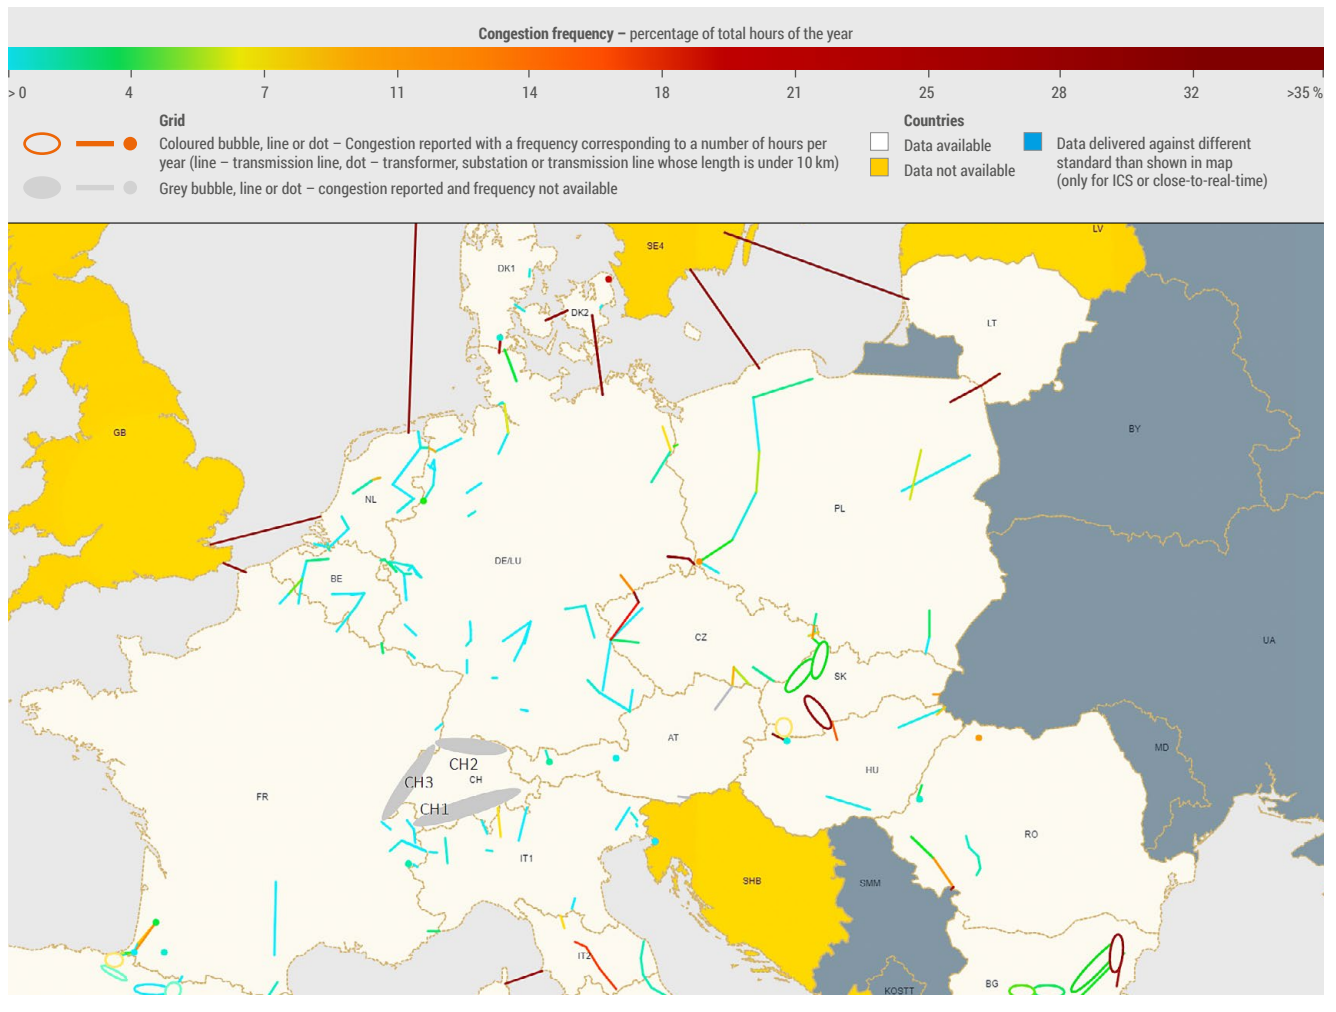 Congestion frequency – percentage of total hours of the year
> 0 4 7 11 14 18 21 25 28 32 >35 %
Grid
Coloured bubble, line or dot – Congestion reported with a frequency corresponding to a number of hours per
year (line – transmission line, dot – transformer, substation or transmission line whose length is under 10 km)
Grey bubble, line or dot – congestion reported and frequency not available
Countries
Data available
Data not available
Data delivered against different
standard than shown in map
(only for ICS or close-to-real-time)
LV
SE4
DK1
DK2
LT
GB
BY
NL
PL
DE/LU
BE
CZ
UA
SK
AT
MD
CH2
CH
CH3
HU
FR
CH1
RO
IT1
SHB
SMM
IT2
BG
KOSTT